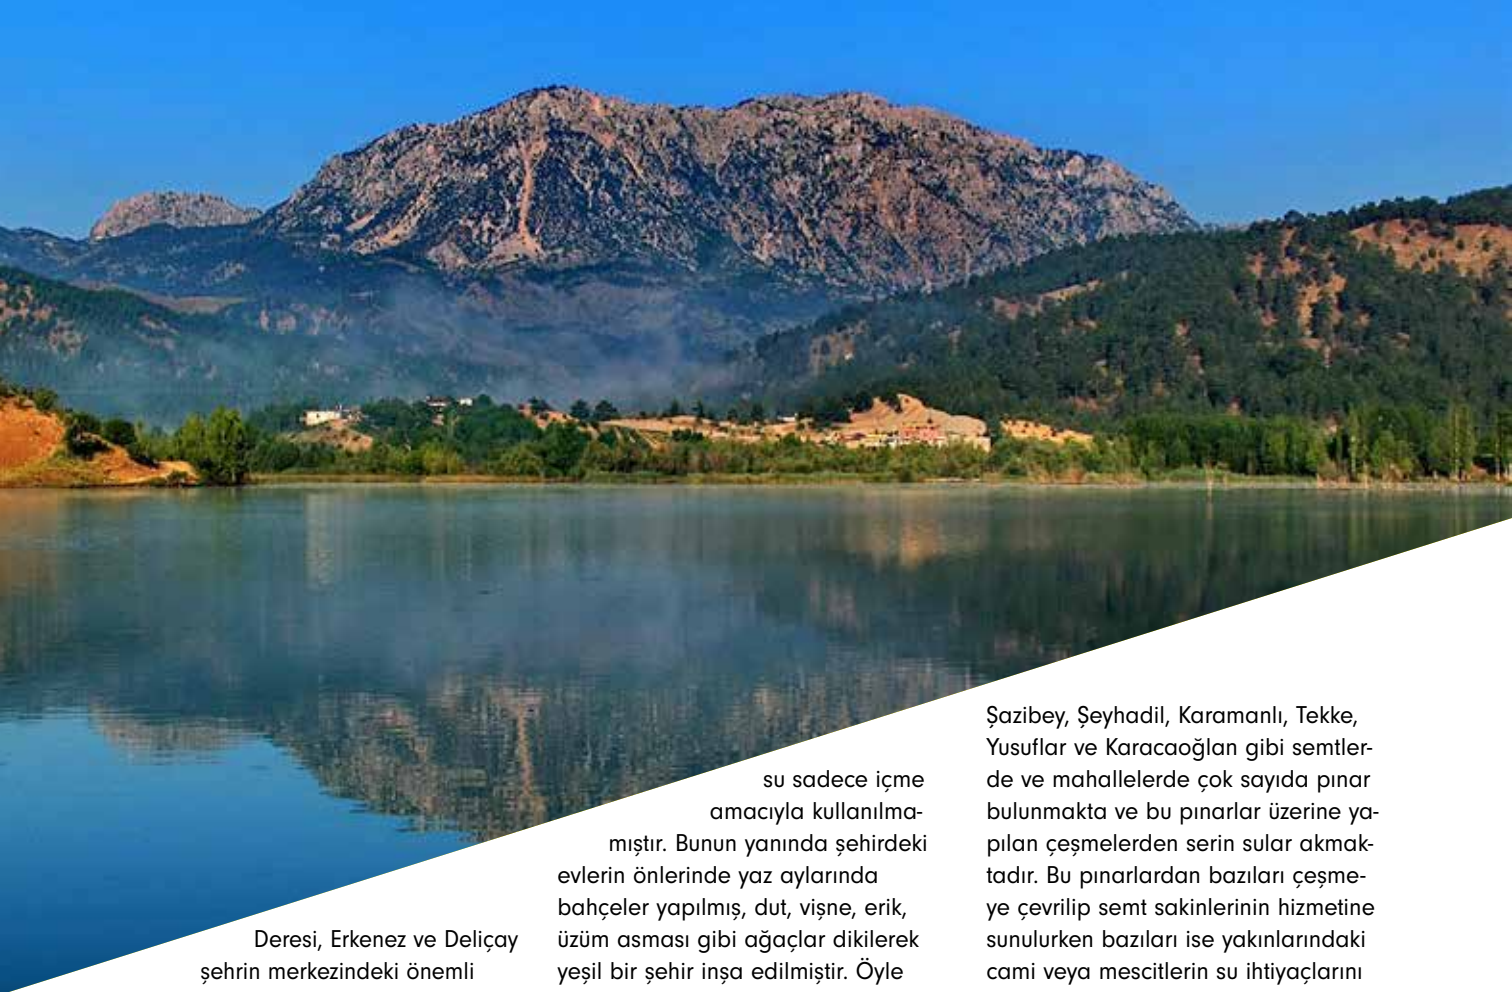 Deresi, Erkenez ve Deliçay
şehrin merkezindeki önemli
su sadece içme
amacıyla kullanılma-
mıştır. Bunun yanında şehirdeki
evlerin önlerinde yaz aylarında
bahçeler yapılmış, dut, vişne, erik,
üzüm asması gibi ağaçlar dikilerek
yeşil bir şehir inşa edilmiştir. Öyle
Şazibey, Şeyhadil, Karamanlı, Tekke,
Yusuflar ve Karacaoğlan gibi semtler-
de ve mahallelerde çok sayıda pınar
bulunmakta ve bu pınarlar üzerine ya-
pılan çeşmelerden serin sular akmak-
tadır. Bu pınarlardan bazıları çeşme-
ye çevrilip semt sakinlerinin hizmetine
sunulurken bazıları ise yakınlarındaki
cami veya mescitlerin su ihtiyaçlarını